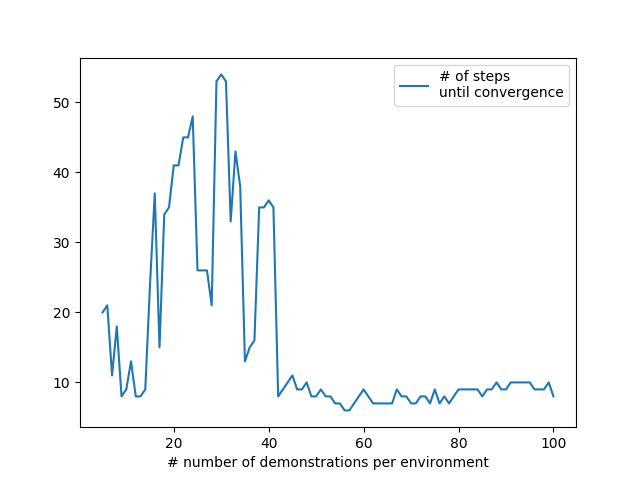 # of steps
until convergence
50
40
30
20
10
20 40 60 80 100
# number of demonstrations per environment